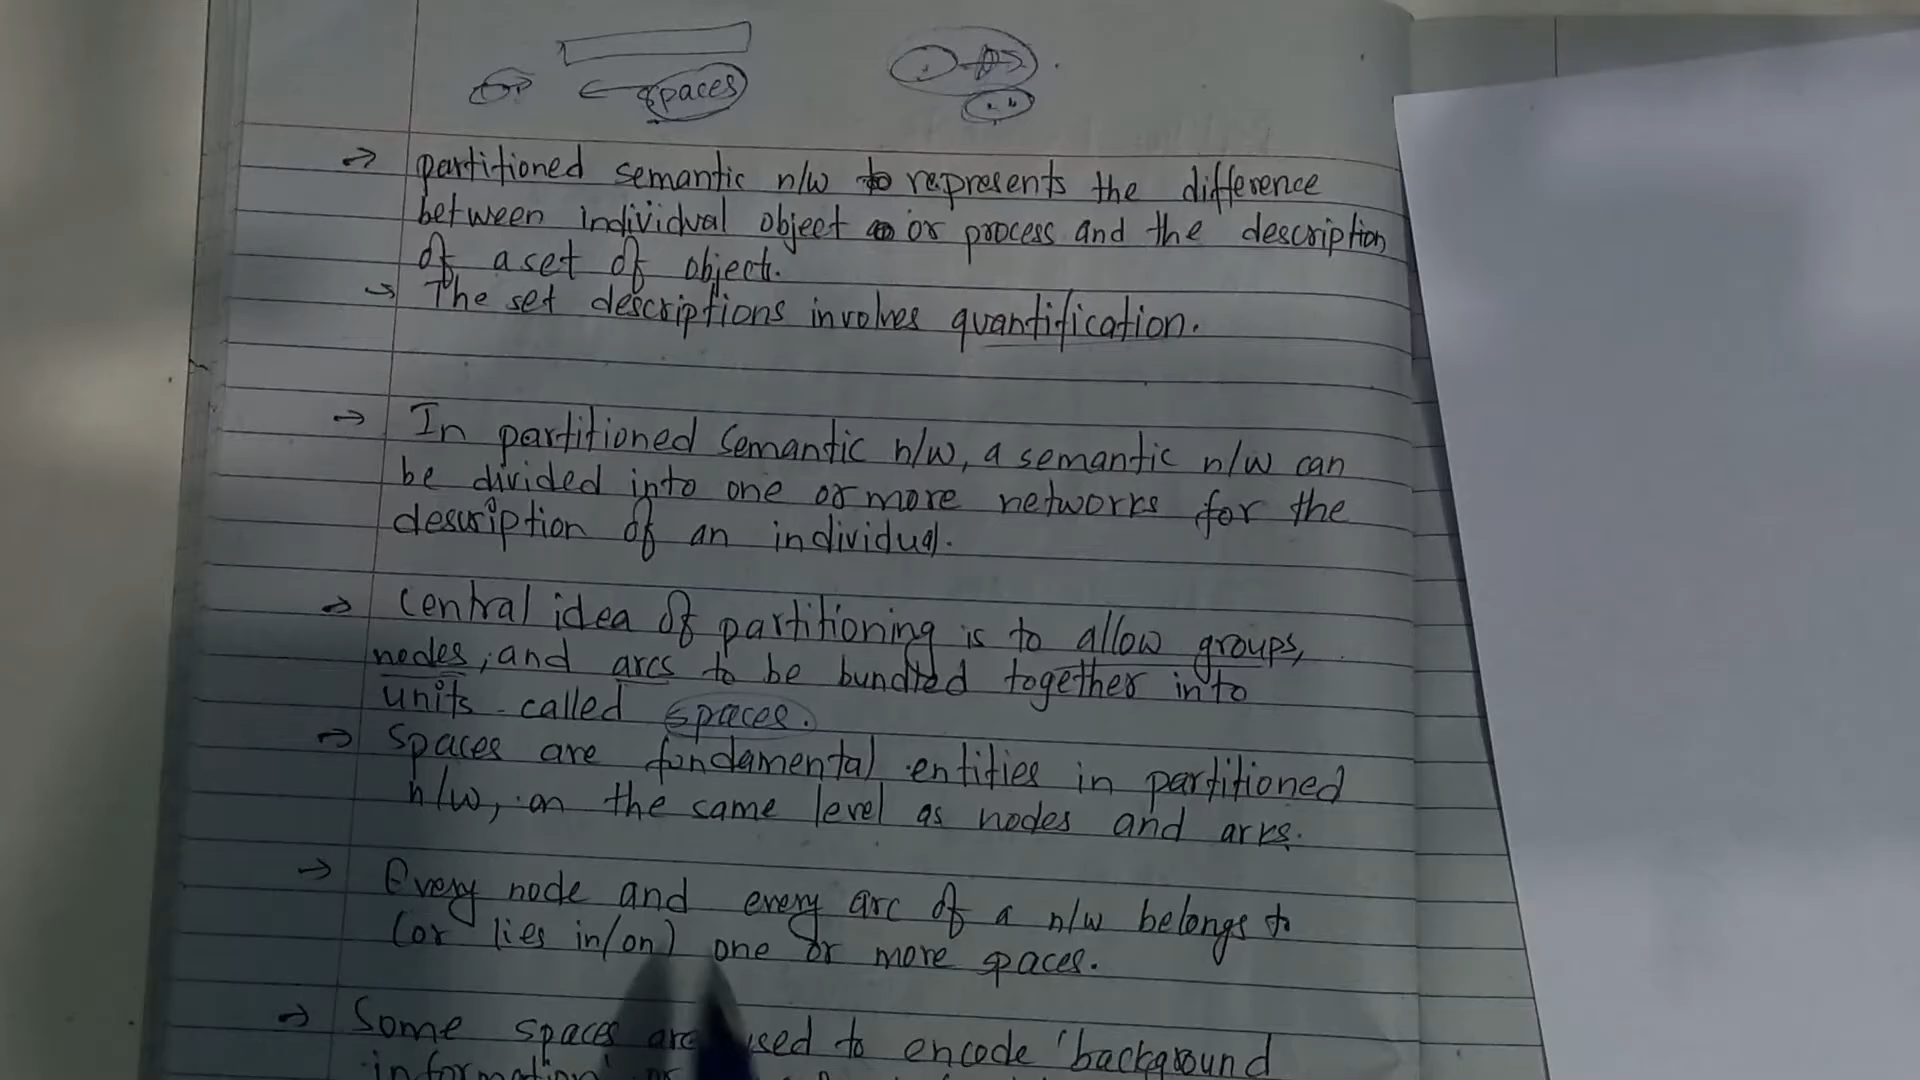 spaces
→ partitioned semantic n/w to represents the difference
between individual object or process and the description
of a set of object.
→ The set descriptions involves quantification.
→ In partitioned semantic n/w, a semantic n/w can
be divided into one or more networks for the
description of an individual.
→ Central idea of partitioning is to allow groups,
nodes, and arcs to be bundled together into
units called spaces.
→ Spaces are fundamental entities in partitioned
n/w, on the same level as nodes and arks.
→ Every node and every arc of a n/w belongs to
(or lies in/on) one or more spaces.
→ Some spaces are used to encode 'background
information' or